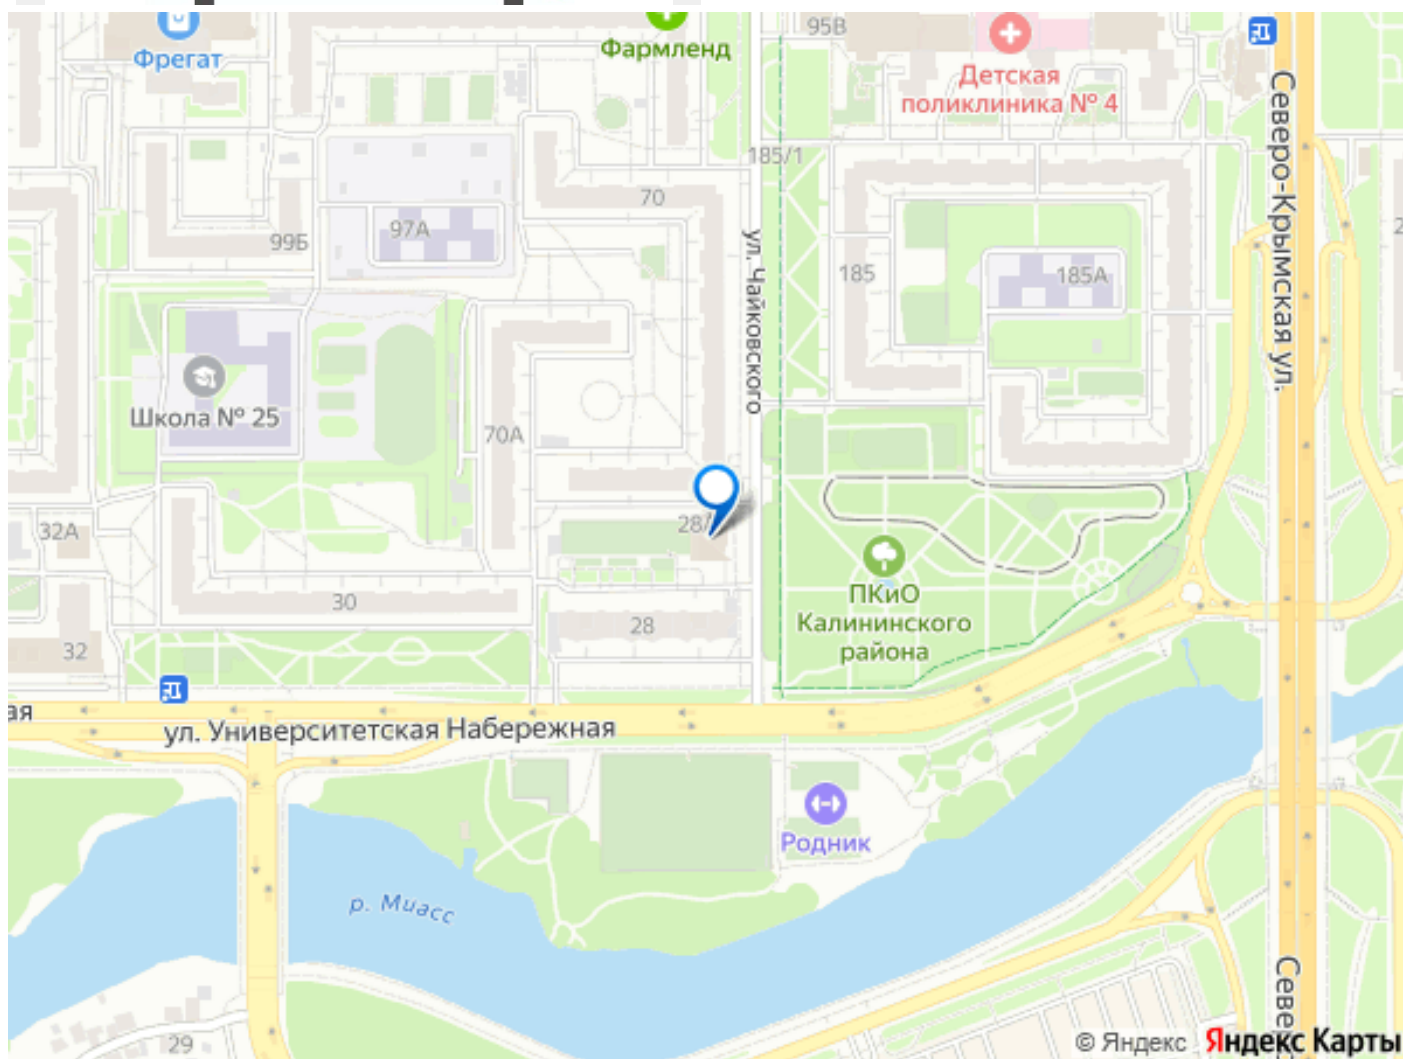 Фрегат
Фармленд
95В
Детская
поликлиника № 4
Северо-Крымская ул.
185/1
70
97А
99Б
ул. Чайковского
185
185А
Школа № 25
70А
28/
32А
ПКиО
Калининского
района
30
28
32
ая
ул. Университетская Набережная
Родник
р. Миасс
Север
29
© Яндекс Яндекс Карты